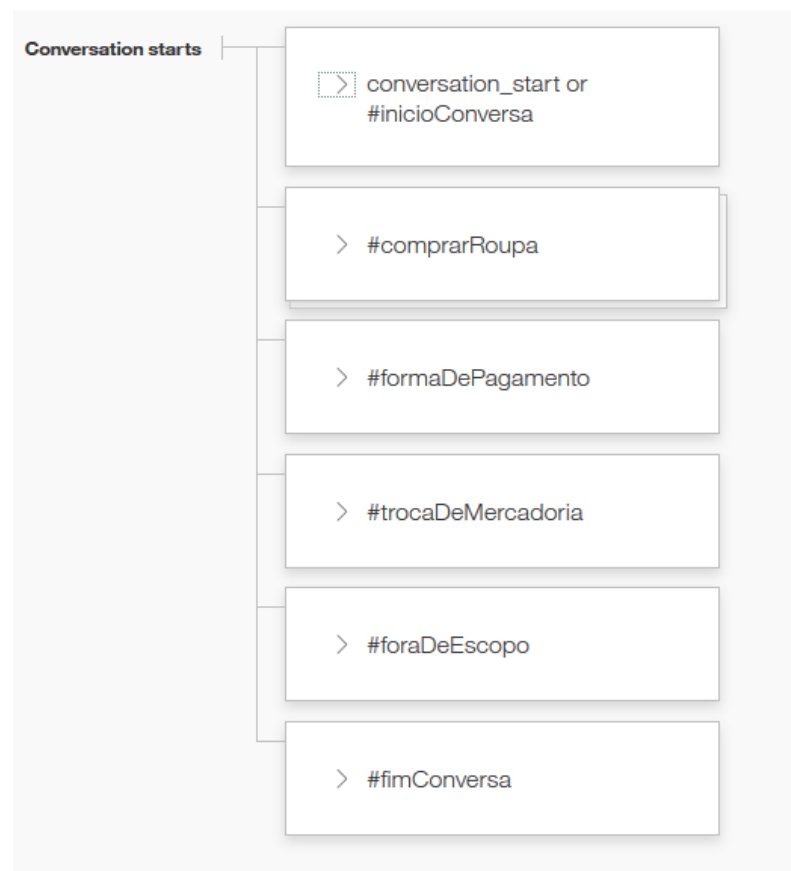 Conversation starts
conversation_start or
#inicioConversa
#comprarRoupa
#formaDePagamento
#trocaDeMercadoria
#foraDeEscopo
#fimConversa